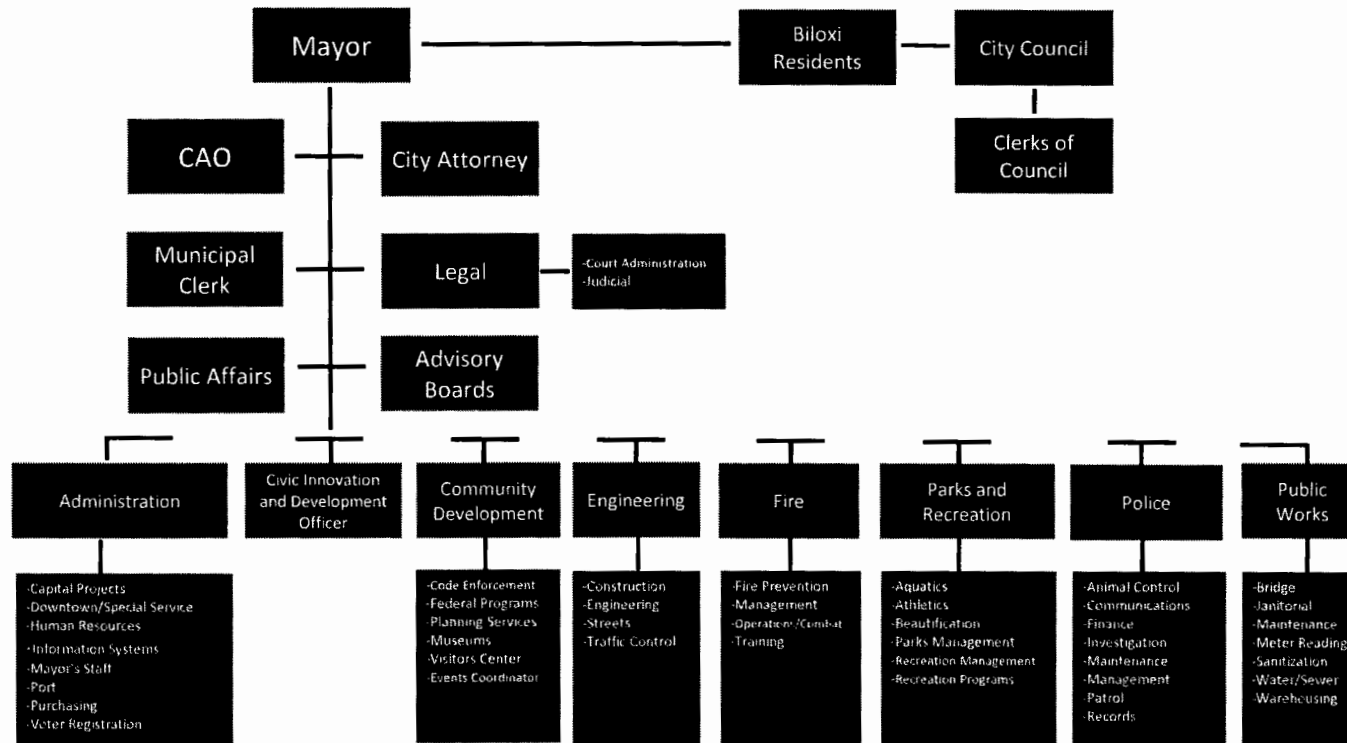 Mayor
Biloxi
Residents
City Council
CAO
City Attorney
Clerks of
Council
Municipal
Clerk
Legal
-Court Administration
-Judicial
Public Affairs
Advisory
Boards
Administration
Civic Innovation
and Development
Officer
Community
Development
Engineering
Fire
Parks and
Recreation
Police
Public
Works
-Capital Projects
-Downtown/Special Service
-Human Resources
-Information Systems
-Mayor's Staff
-Port
-Purchasing
-Voter Registration
-Code Enforcement
-Federal Programs
-Planning Services
-Museums
-Visitors Center
-Events Coordinator
-Construction
-Engineering
-Streets
-Traffic Control
-Fire Prevention
-Management
-Operations/Combat
-Training
-Aquatics
-Athletics
-Beautification
-Parks Management
-Recreation Management
-Recreation Programs
-Animal Control
-Communications
-Finance
-Investigation
-Maintenance
-Management
-Patrol
-Records
-Bridge
-Janitorial
-Maintenance
-Meter Reading
-Sanitization
-Water/Sewer
-Warehousing